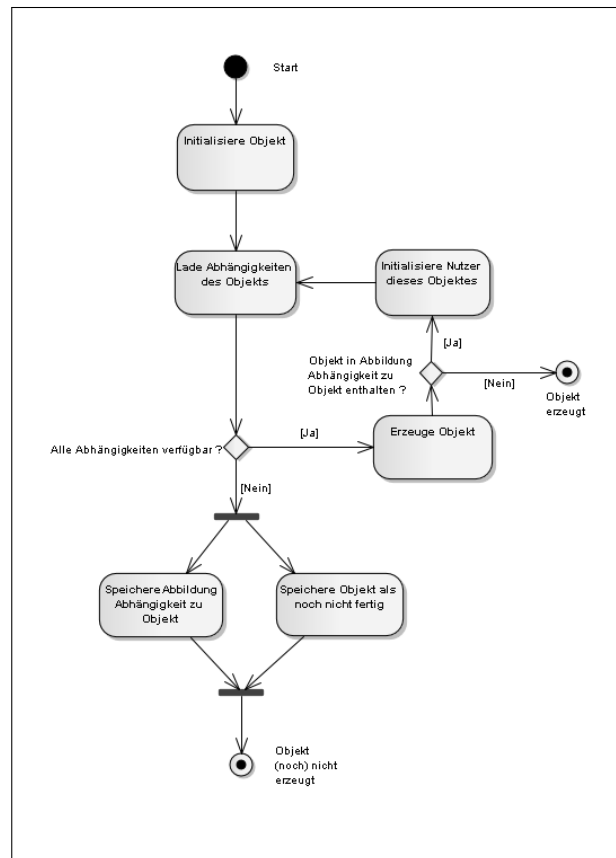 Start
Initialisiere Objekt
Lade Abhängigkeiten
des Objekts
Initialisiere Nutzer
dieses Objektes
[Ja]
Objekt in Abbildung
Abhängigkeit zu
Objekt enthalten ?
[Nein]
Objekt
erzeugt
Erzeuge Objekt
[Ja]
Alle Abhängigkeiten verfügbar ?
[Nein]
Speichere Abbildung
Abhängigkeit zu
Objekt
Speichere Objekt als
noch nicht fertig
Objekt
(noch) nicht
erzeugt